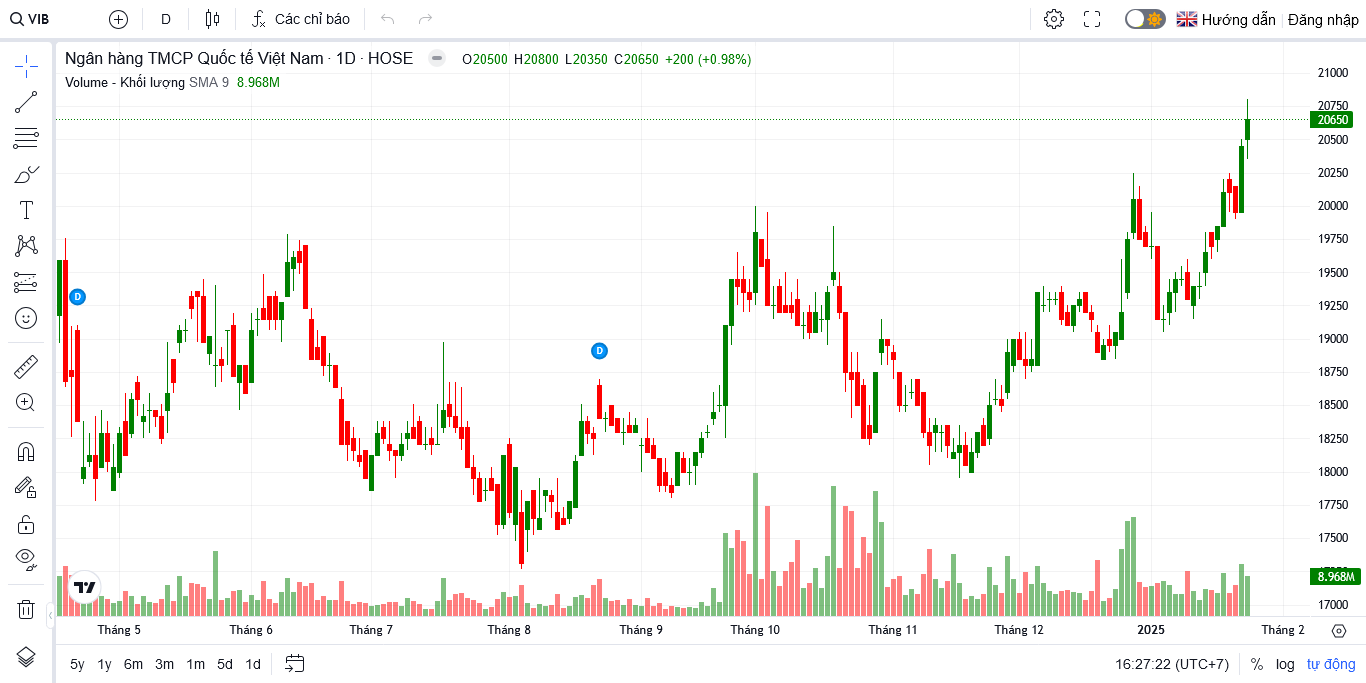 VIB D Các chỉ báo Hướng dẫn Đăng nhập
Ngân hàng TMCP Quốc tế Việt Nam · 1D · HOSE O20500 H20800 L20350 C20650 +200 (+0.98%)
Volume - Khối lượng SMA 9 8.968M
21000
20750
20650
20500
20250
20000
19750
19500
19250
19000
18750
18500
18250
18000
17750
17500
8.968M
17000
D
D
Tháng 5 Tháng 6 Tháng 7 Tháng 8 Tháng 9 Tháng 10 Tháng 11 Tháng 12 2025 Tháng 2
5y 1y 6m 3m 1m 5d 1d 16:27:22 (UTC+7) % log tự động